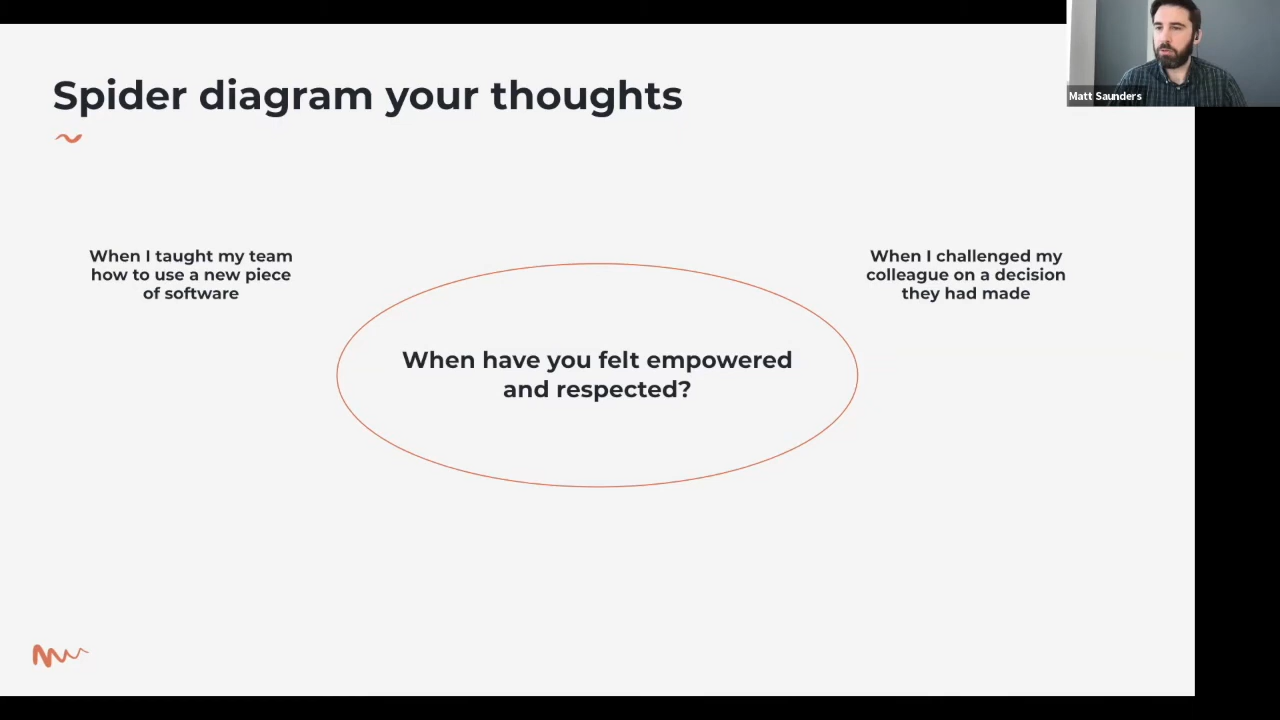 Spider diagram your thoughts
Matt Saunders
When I taught my team
how to use a new piece
of software
When I challenged my
colleague on a decision
they had made
When have you felt empowered
and respected?